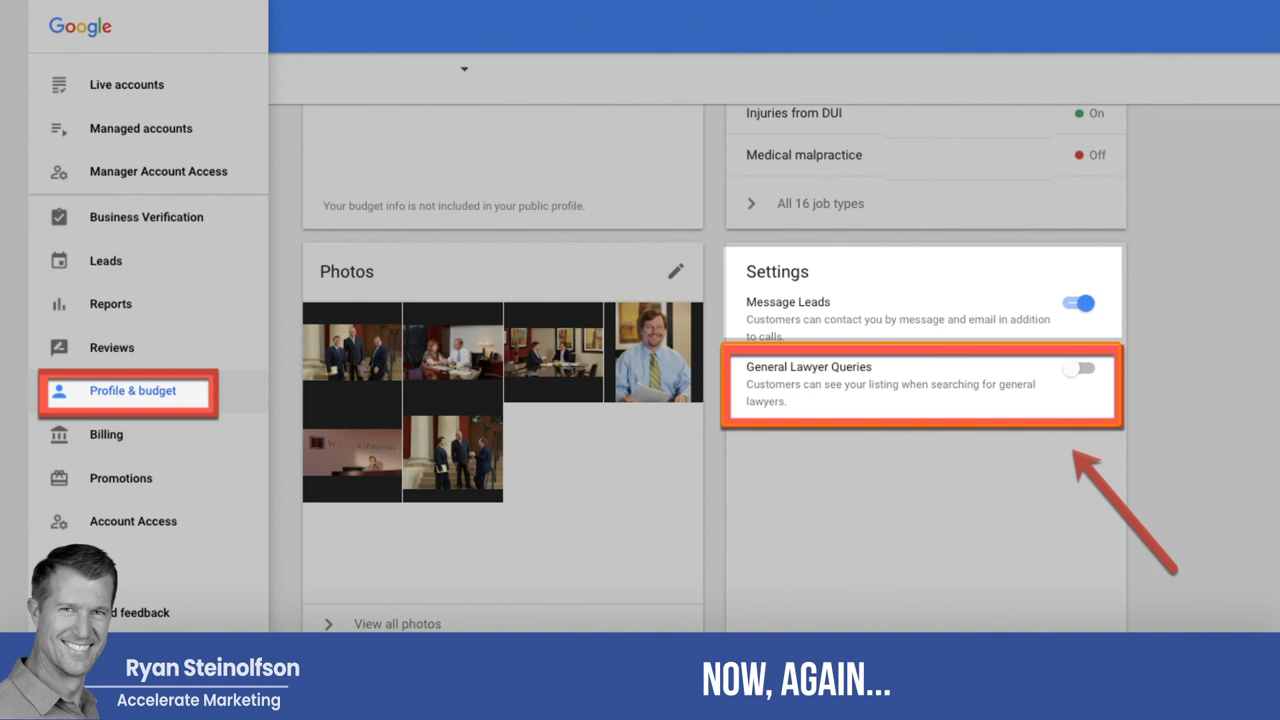 Google
Live accounts
Managed accounts
Manager Account Access
Business Verification
Leads
Reports
Reviews
Profile & budget
Billing
Promotions
Account Access
d feedback
Your budget info is not included in your public profile.
Injuries from DUI
On
Medical malpractice
Off
All 16 job types
Photos
View all photos
Settings
Message Leads
Customers can contact you by message and email in addition
to calls.
General Lawyer Queries
Customers can see your listing when searching for general
lawyers.
Ryan Steinolfson
Accelerate Marketing
NOW, AGAIN...